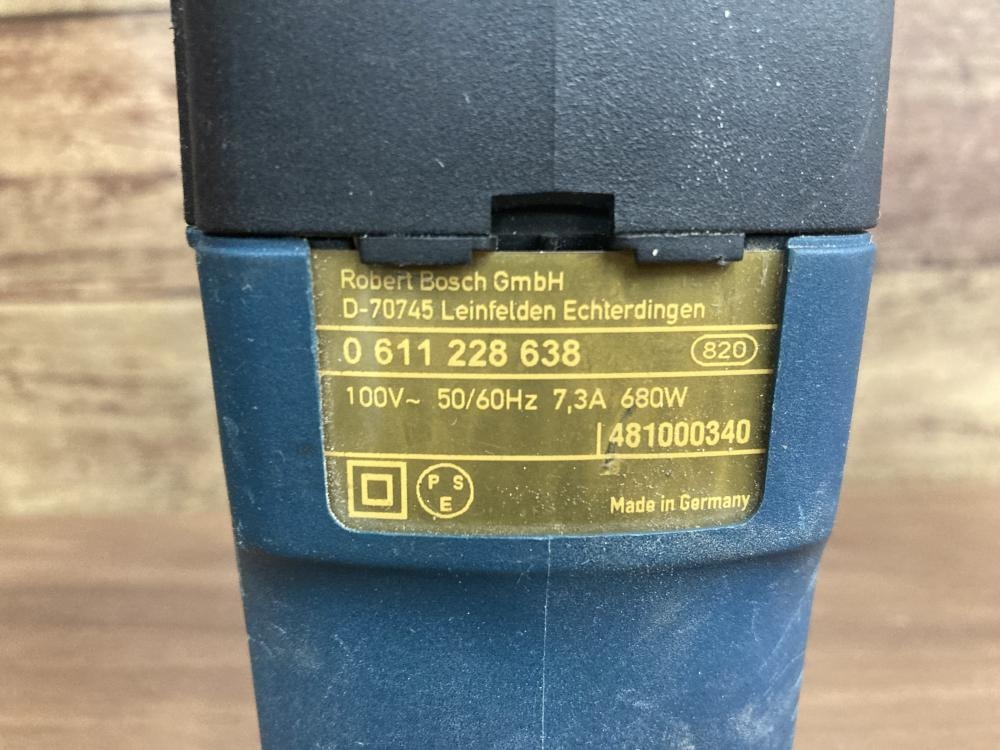 Robert Bosch GmbH
D-70745 Leinfelden Echterdingen
0 611 228 638 820
100V~ 50/60Hz 7,3A 680W
481000340
P S E
Made in Germany